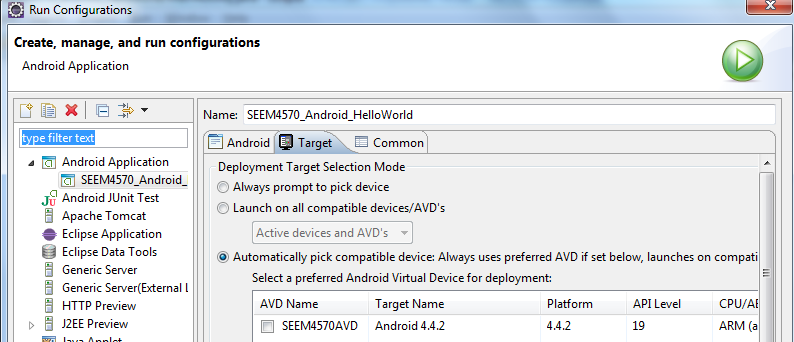 Run Configurations
Create, manage, and run configurations
Android Application
type filter text
Android Application
SEEM4570_Android_
Android JUnit Test
Apache Tomcat
Eclipse Application
Eclipse Data Tools
Generic Server
Generic Server(External L
HTTP Preview
J2EE Preview
Java Applet
Name: SEEM4570_Android_HelloWorld
Android Target Common
Deployment Target Selection Mode
Always prompt to pick device
Launch on all compatible devices/AVD's
Active devices and AVD's
Automatically pick compatible device: Always uses preferred AVD if set below, launches on compati
Select a preferred Android Virtual Device for deployment:
AVD Name Target Name Platform API Level CPU/AB
SEEM4570AVD Android 4.4.2 4.4.2 19 ARM (a